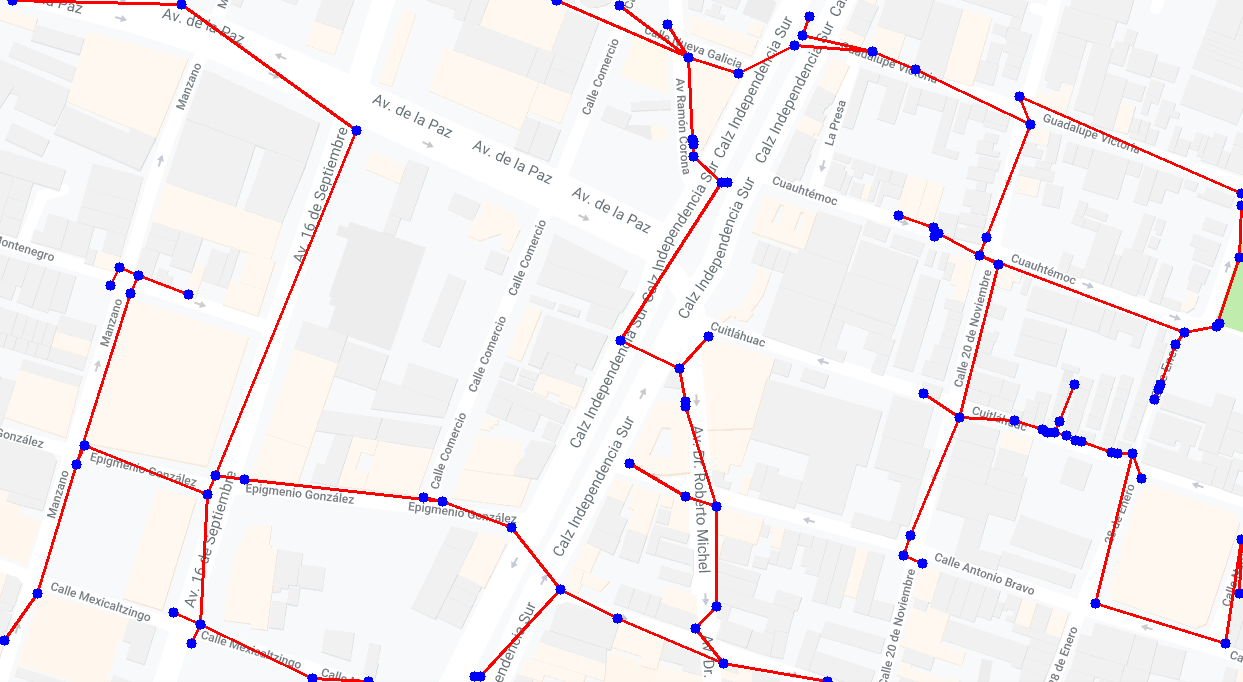 la Paz
Av. de la Paz
Calle Nueva Galicia
Calle Comercio
Manzano
Av Ramón Corona
Calz Independencia Sur
Calz Independencia Sur
Guadalupe Victoria
La Presa
Guadalupe Victoria
Av. de la Paz
Av. de la Paz
Av. de la Paz
Av. 16 de Septiembre
Cuauhtémoc
Cuauhtémoc
Montenegro
Calle Comercio
Calz Independencia Sur
Calz Independencia Sur
Manzano
Calle Comercio
Cuitláhuac
Calle 20 de Noviembre
Cuitláhuac
González
Epigmenio González
Epigmenio González
Epigmenio González
Calle Comercio
Calz Independencia Sur
Calz Independencia Sur
Manzano
Av. 16 de Septiembre
Av. Dr. Roberto Michel
28 de Enero
Calle Antonio Bravo
Calle Mexicaltzingo
Calle Mexicaltzingo
Calle
pendencia Sur
Av. Dr.
Calle 20 de Noviembre
28 de Enero